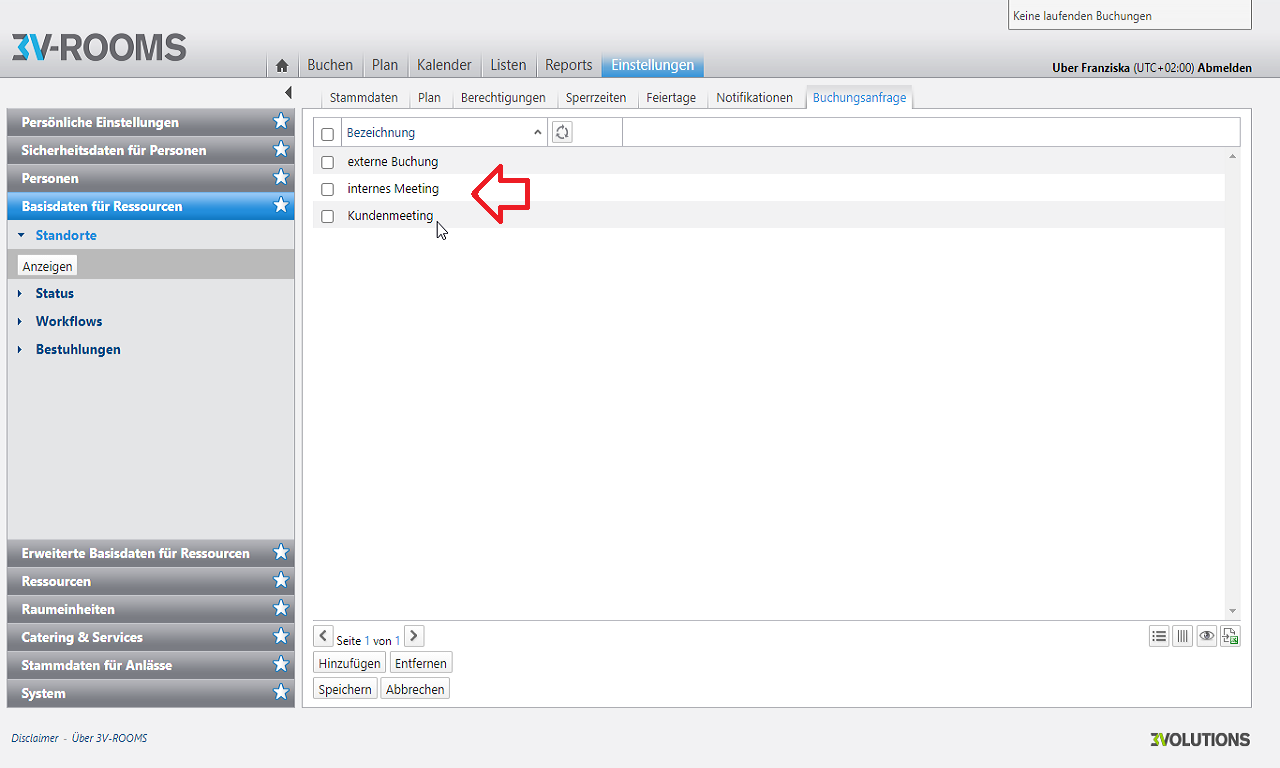 Keine laufenden Buchungen
3V-ROOMS
Buchen Plan Kalender Listen Reports Einstellungen
Uber Franziska (UTC+02:00) Abmelden
Stammdaten Plan Berechtigungen Sperrzeiten Feiertage Notifikationen Buchungsanfrage
Persönliche Einstellungen
Sicherheitsdaten für Personen
Personen
Basisdaten für Ressourcen
Standorte
Anzeigen
Status
Workflows
Bestuhlungen
Erweiterte Basisdaten für Ressourcen
Ressourcen
Raumeinheiten
Catering & Services
Stammdaten für Anlässe
System
Bezeichnung
externe Buchung
internes Meeting
Kundenmeeting
Seite 1 von 1
Hinzufügen Entfernen
Speichern Abbrechen
Disclaimer - Über 3V-ROOMS
3VOLUTIONS